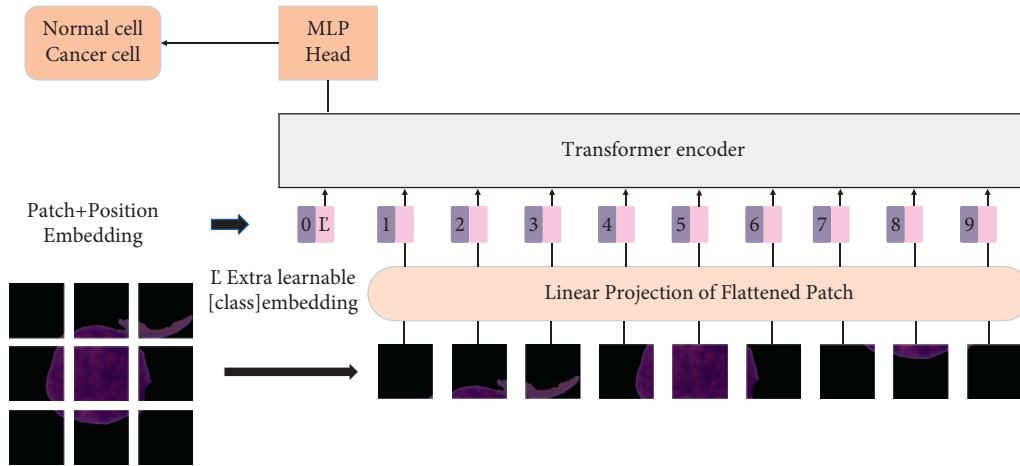 Normal cell
Cancer cell
MLP
Head
Transformer encoder
Patch+Position
Embedding
0 Ľ 1 2 3 4 5 6 7 8 9
Ľ Extra learnable
[class]embedding
Linear Projection of Flattened Patch